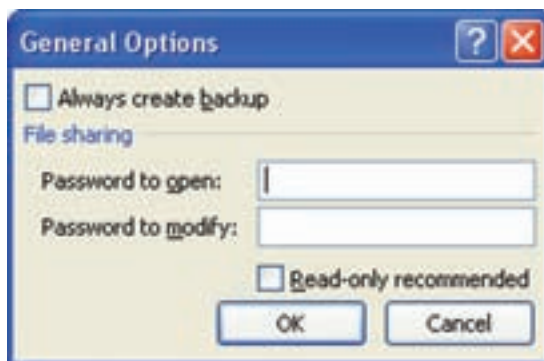 General Options
Always create backup
File sharing
Password to open:
Password to modify:
Read-only recommended
OK Cancel